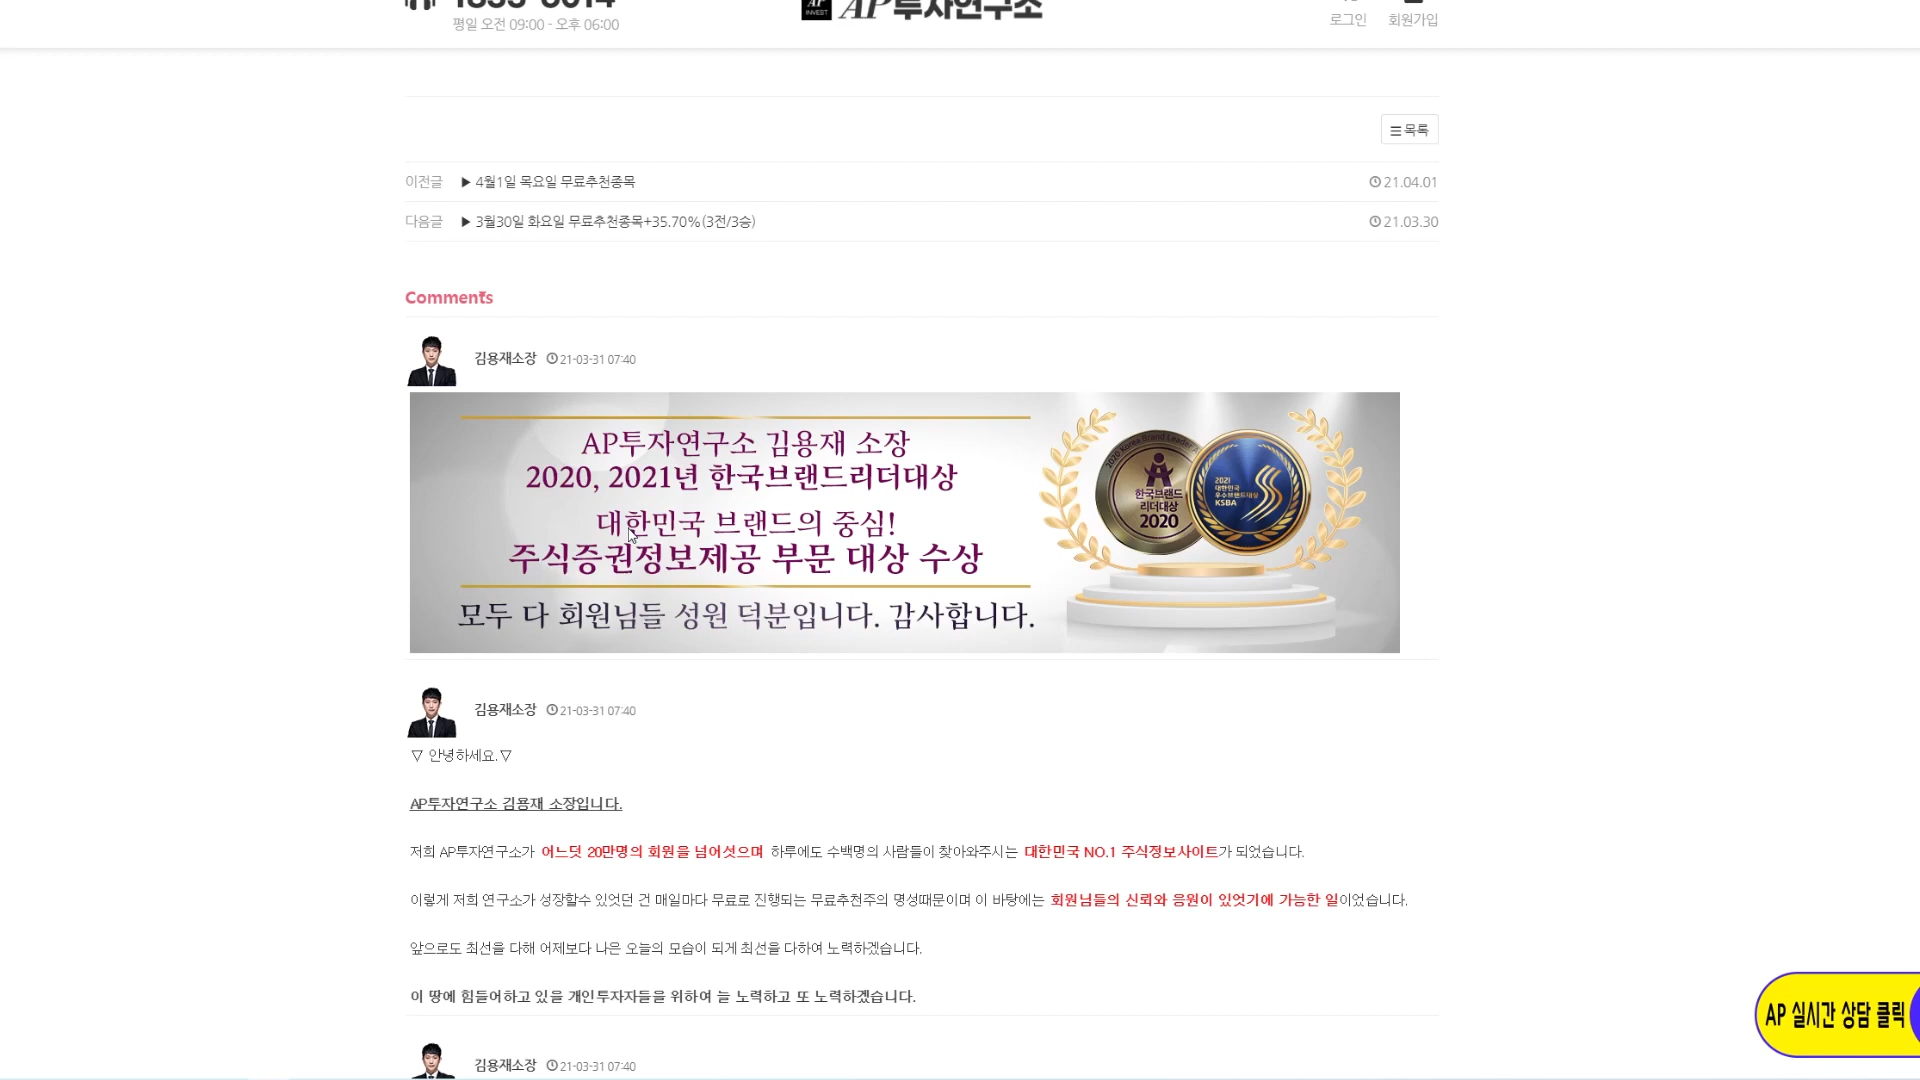 평일 오전 09:00 - 오후 06:00
AP
INVEST
AP투자연구소
로그인 회원가입
목록
이전글 ▶ 4월1일 목요일 무료추천종목 21.04.01
다음글 ▶ 3월30일 화요일 무료추천종목+35.70%(3전/3승) 21.03.30
Comments
김용재소장 21-03-31 07:40
AP투자연구소 김용재 소장
2020, 2021년 한국브랜드리더대상
대한민국 브랜드의 중심!
주식증권정보제공 부문 대상 수상
모두 다 회원님들 성원 덕분입니다. 감사합니다.
2020 Korea Brand Leader
한국브랜드
리더대상
2020
2021
대한민국
우수브랜드대상
KSBA
김용재소장 21-03-31 07:40
▽ 안녕하세요.▽
AP투자연구소 김용재 소장입니다.
저희 AP투자연구소가 어느덧 20만명의 회원을 넘어섯으며 하루에도 수백명의 사람들이 찾아와주시는 대한민국 NO.1 주식정보사이트가 되었습니다.
이렇게 저희 연구소가 성장할수 있엇던 건 매일마다 무료로 진행되는 무료추천주의 명성때문이며 이 바탕에는 회원님들의 신뢰와 응원이 있엇기에 가능한 일이었습니다.
앞으로도 최선을 다해 어제보다 나은 오늘의 모습이 되게 최선을 다하여 노력하겠습니다.
이 땅에 힘들어하고 있을 개인투자자들을 위하여 늘 노력하고 또 노력하겠습니다.
AP 실시간 상담 클릭
김용재소장 21-03-31 07:40